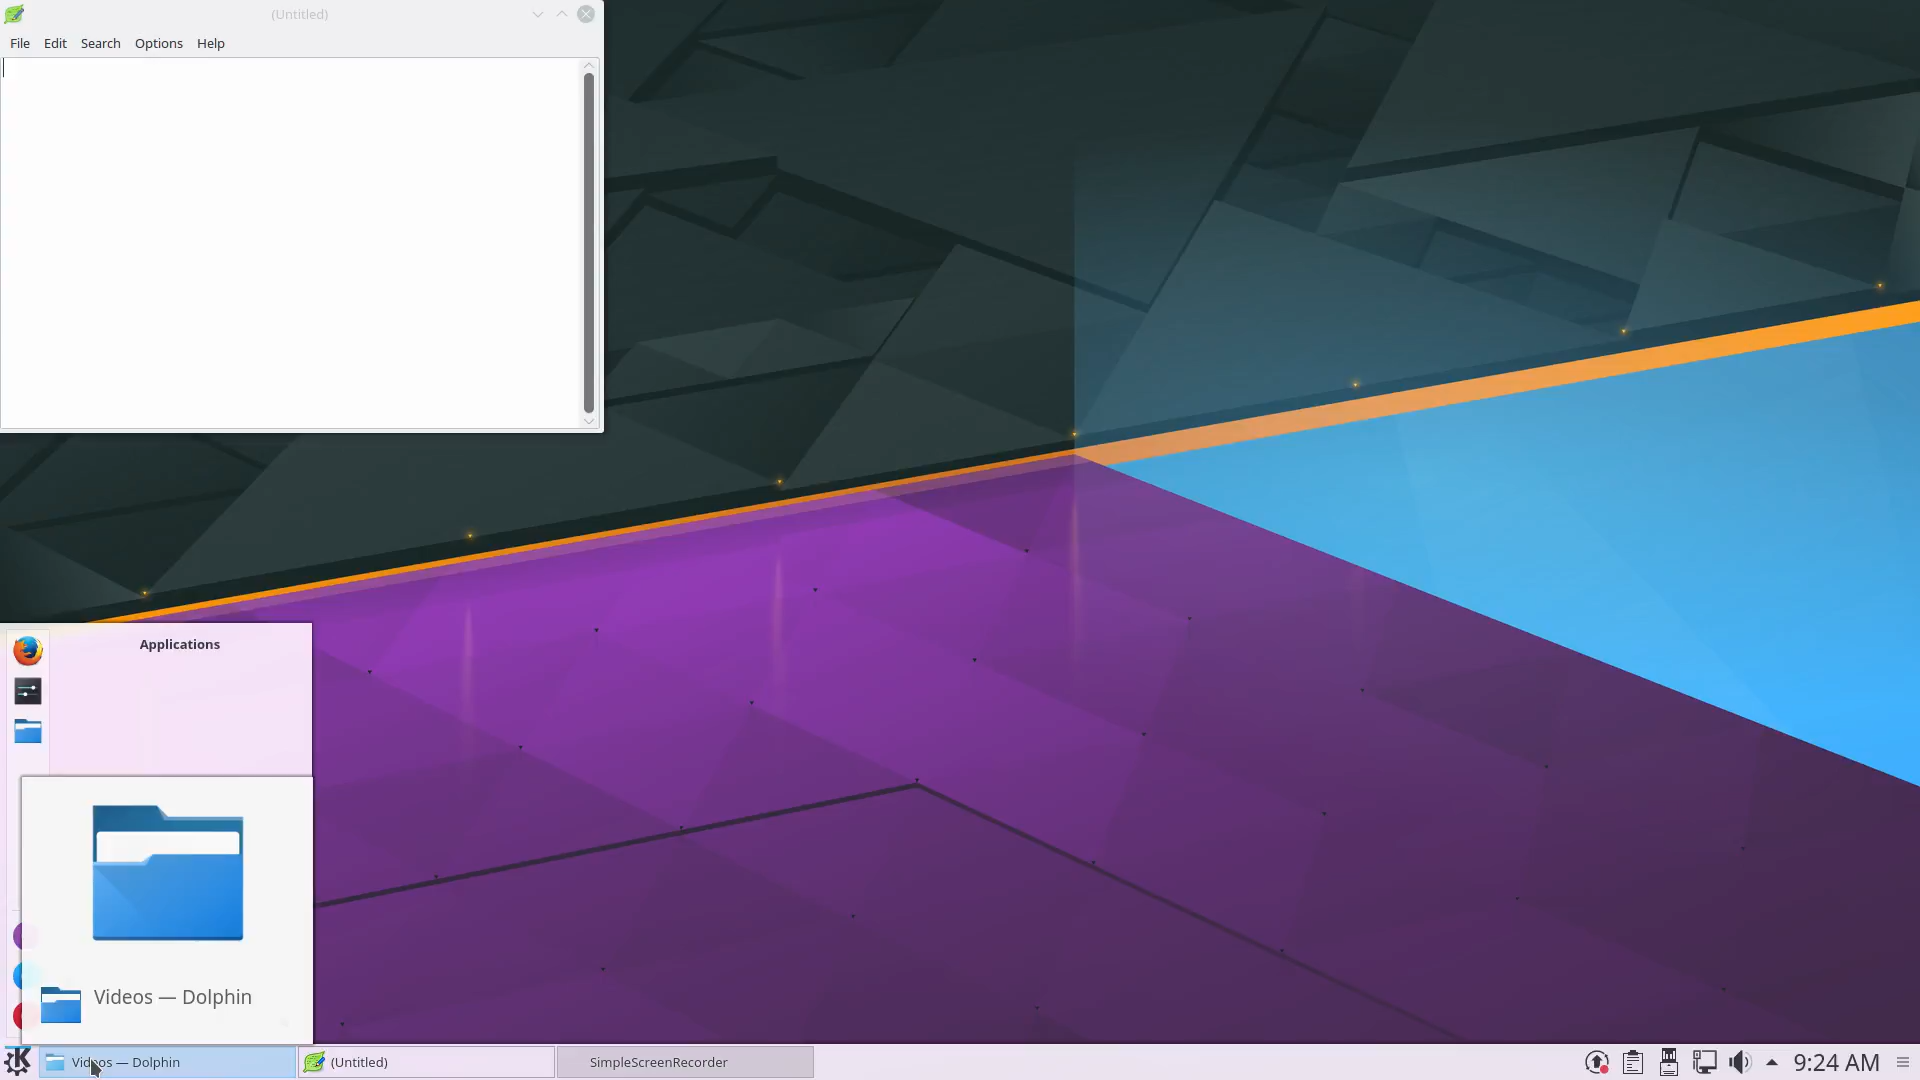 (Untitled)
File Edit Search Options Help
Applications
Videos — Dolphin
Videos — Dolphin
(Untitled)
SimpleScreenRecorder
9:24 AM